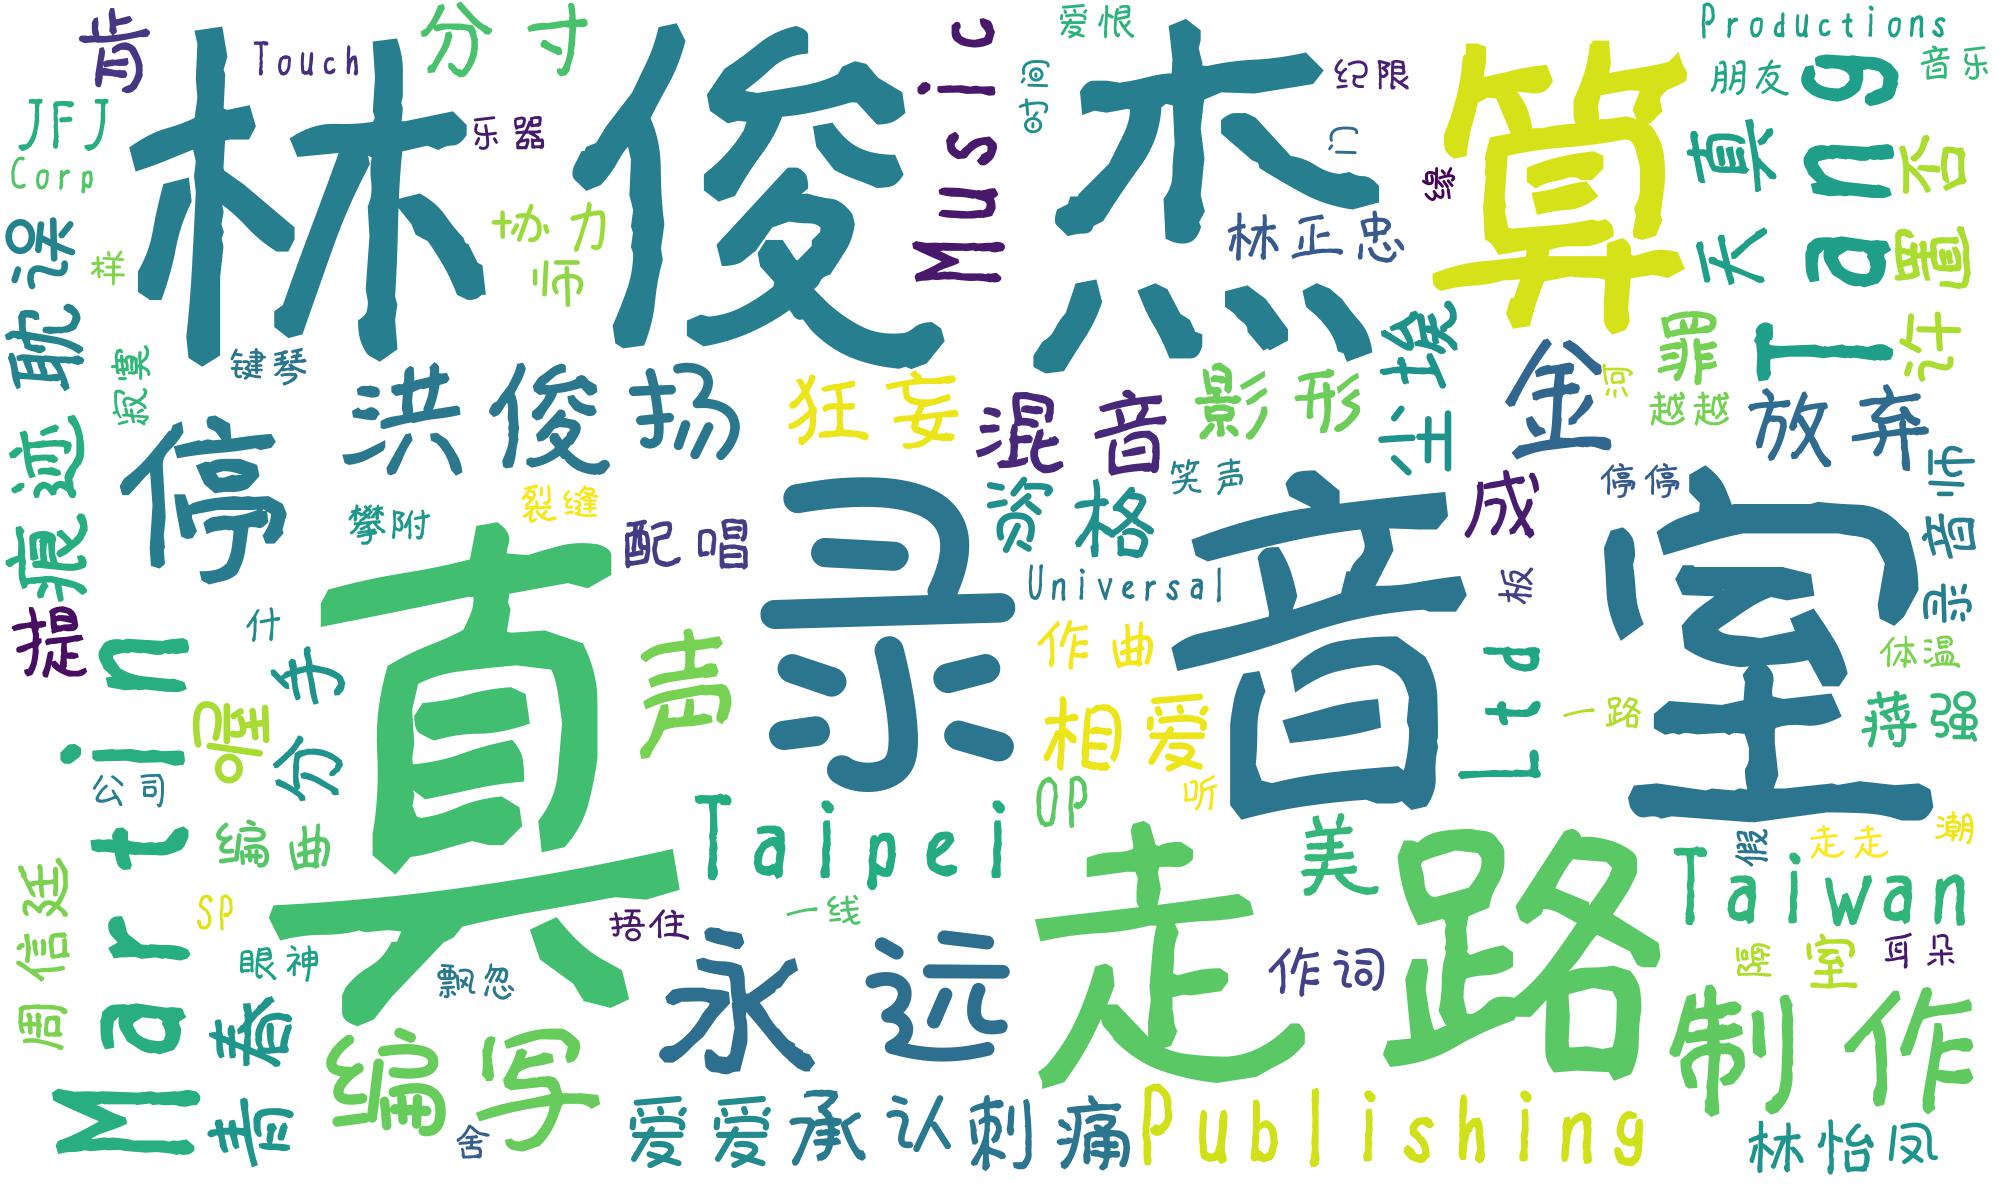 步
Touch
分寸
Music
爱恨
Productions
JFJ
林俊杰
时间
纪限
算
朋友
Tang
音乐
Corp
乐器
in
缘
天真
否
协力
林正忠
置
耽误
样
师
尘埃
罪
许
寂寞
键琴
洪俊扬
狂妄
混音
影形
金
河
越越
放弃
停
笑声
痕迹
攀附
裂缝
配唱
资格
成
停停
录音师
真
录音室
Universal
板
提
什
分手
声
作曲
Ltd
体温
喔
相爱
一路
蒋强
Martin
公司
编曲
Taipei
OP
听
美
走路
假
走走
潮
Taiwan
周信廷
SP
眼神
飘忽
捂住
一线
永远
作词
隔
室
耳朵
青春
编写
制作
舍
爱爱
承认
刺痛
Publishing
林怡凤